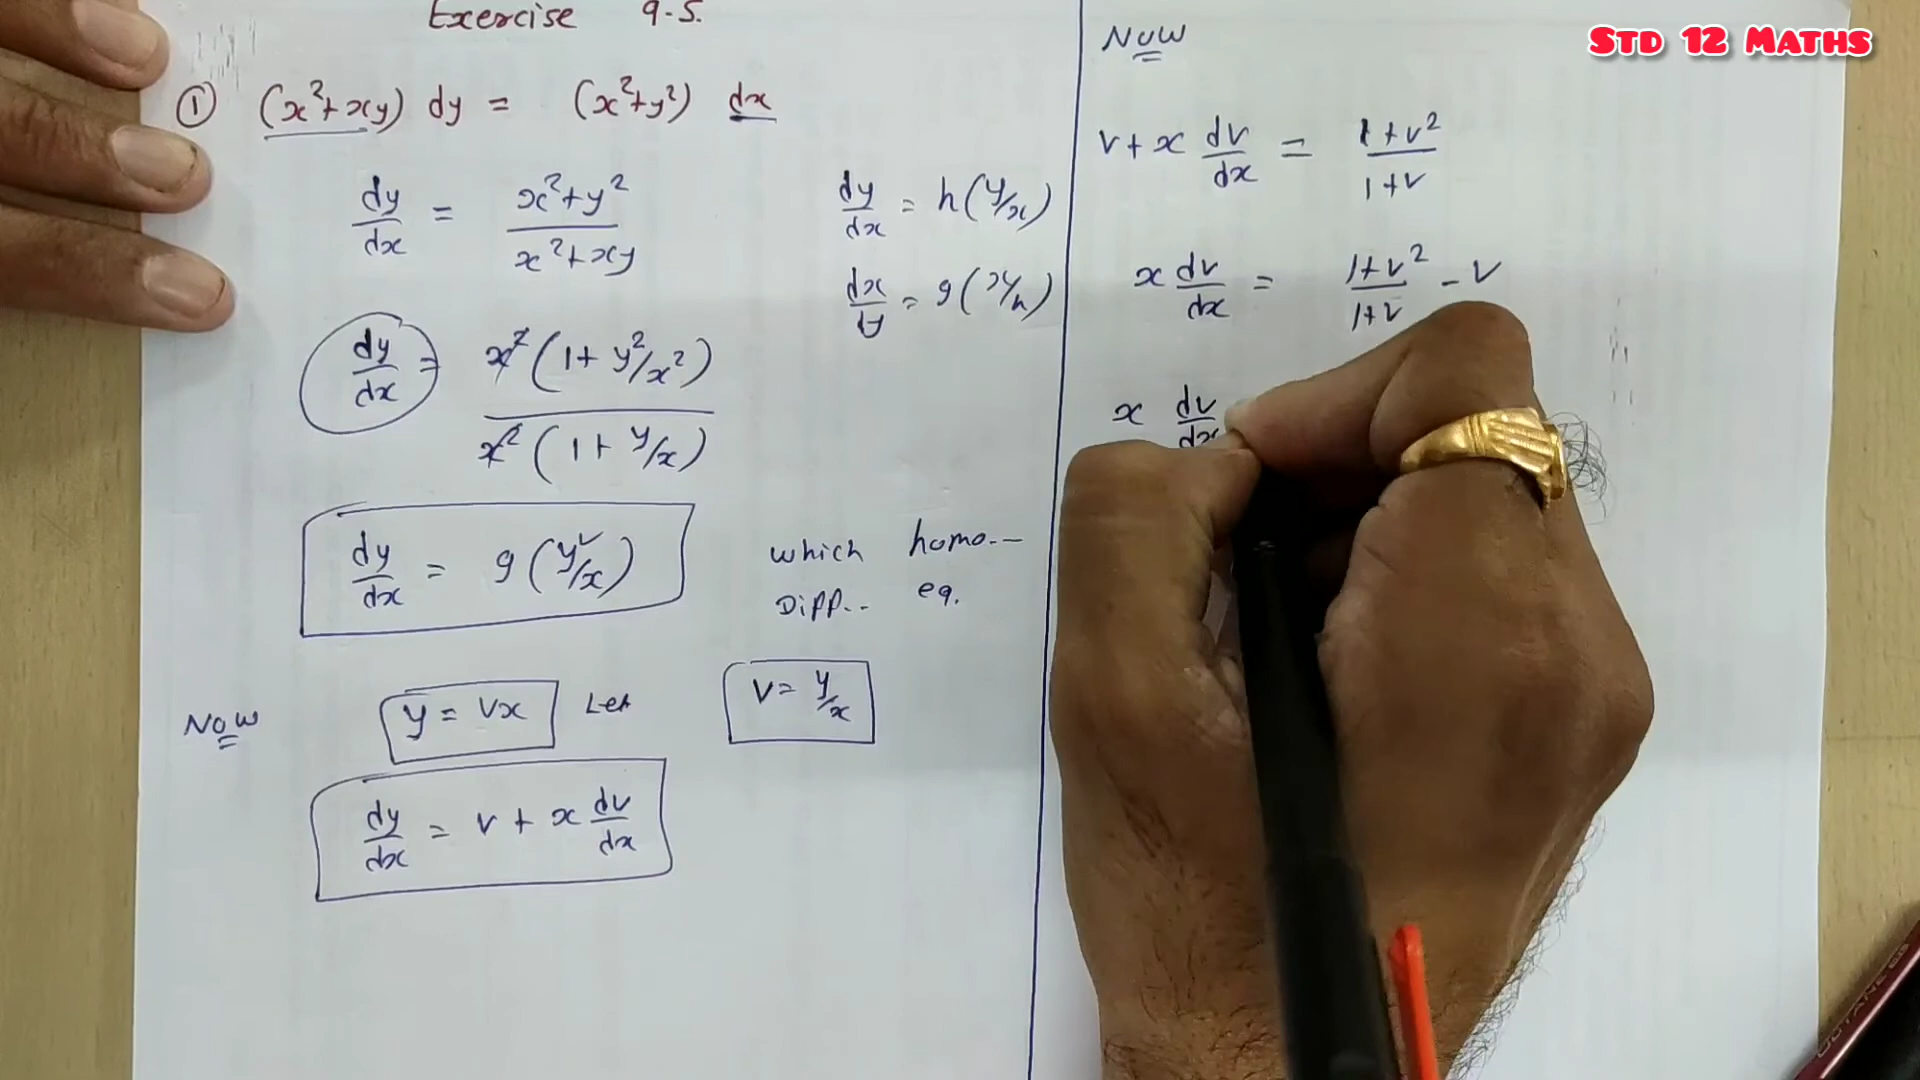 Exercise 9.5.
① (x²+xy) dy = (x²+y²) dx
dy/dx = x²+y² / x²+xy
dy/dx = h(y/x)
dx/dy = g(x/y)
dy/dx = x²(1+y²/x²) / x²(1+y/x)
dy/dx = g(y/x) which homo..
Diff.. eq.
Now y = vx Let v = y/x
dy/dx = v + x dv/dx
Now
v + x dv/dx = 1+v² / 1+v
x dv/dx = 1+v² / 1+v - v
x dv/dx
STD 12 MATHS